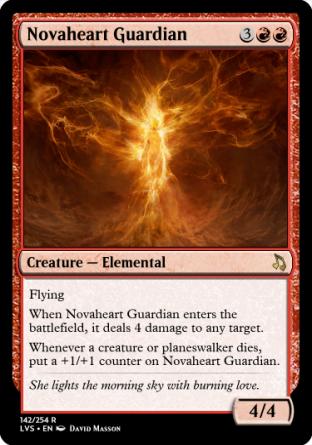 Novaheart Guardian 3
Creature — Elemental
Flying
When Novaheart Guardian enters the
battlefield, it deals 4 damage to any target.
Whenever a creature or planeswalker dies,
put a +1/+1 counter on Novaheart Guardian.
She lights the morning sky with burning love.
4/4
142/254 R
LVS • EN DAVID MASSON